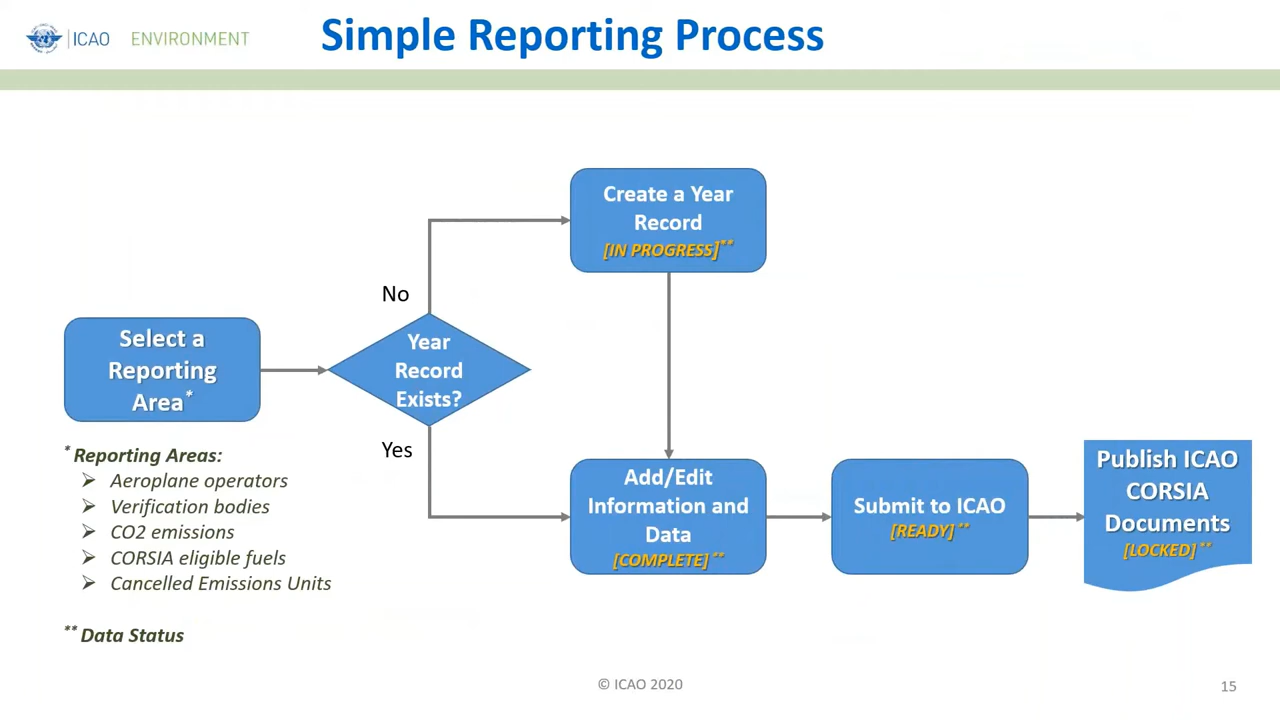 ICAO ENVIRONMENT
Simple Reporting Process
Create a Year
Record
[IN PROGRESS]**
No
Select a
Reporting
Area*
Year
Record
Exists?
Yes
* Reporting Areas:
➢ Aeroplane operators
➢ Verification bodies
➢ CO2 emissions
➢ CORSIA eligible fuels
➢ Cancelled Emissions Units
** Data Status
Add/Edit
Information and
Data
[COMPLETE]**
Submit to ICAO
[READY]**
Publish ICAO
CORSIA
Documents
[LOCKED]**
© ICAO 2020
15